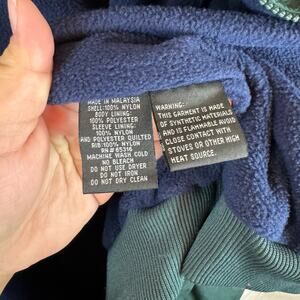 MADE IN MALAYSIA
SHELL:100% NYLON
BODY LINING:
100% POLYESTER
SLEEVE LINING:
100% NYLON
AND POLYESTER QUILTED
RIB:100% NYLON
RN# 65316
MACHINE WASH COLD
NO BLEACH
DO NOT USE DRYER
DO NOT IRON
DO NOT DRY CLEAN
WARNING:
THIS GARMENT IS MADE
OF SYNTHETIC MATERIALS
AND IS FLAMMABLE AVOID
CLOSE CONTACT WITH
STOVES OR OTHER HIGH
HEAT SOURCE.